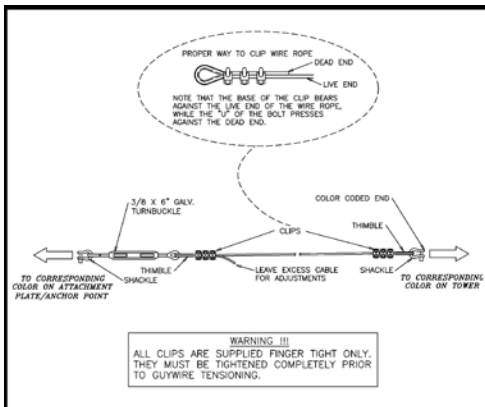 PROPER WAY TO CLIP WIRE ROPE
DEAD END
LIVE END
NOTE THAT THE BASE OF THE CLIP BEARS
AGAINST THE LIVE END OF THE WIRE ROPE,
WHILE THE "U" OF THE BOLT PRESSES
AGAINST THE DEAD END.
3/8 X 6" GALV.
TURNBUCKLE
COLOR CODED END
CLIPS
THIMBLE
THIMBLE
SHACKLE
LEAVE EXCESS CABLE
FOR ADJUSTMENTS
SHACKLE
TO CORRESPONDING
COLOR ON ATTACHMENT
PLATE/ANCHOR POINT
TO CORRESPONDING
COLOR ON TOWER
WARNING !!!
ALL CLIPS ARE SUPPLIED FINGER TIGHT ONLY.
THEY MUST BE TIGHTENED COMPLETELY PRIOR
TO GUYWIRE TENSIONING.